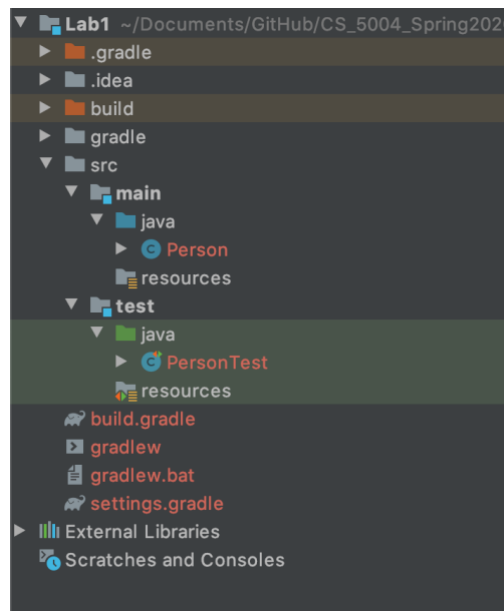 Lab1 ~/Documents/GitHub/CS_5004_Spring202
.gradle
.idea
build
gradle
src
main
java
Person
resources
test
java
PersonTest
resources
build.gradle
gradlew
gradlew.bat
settings.gradle
External Libraries
Scratches and Consoles